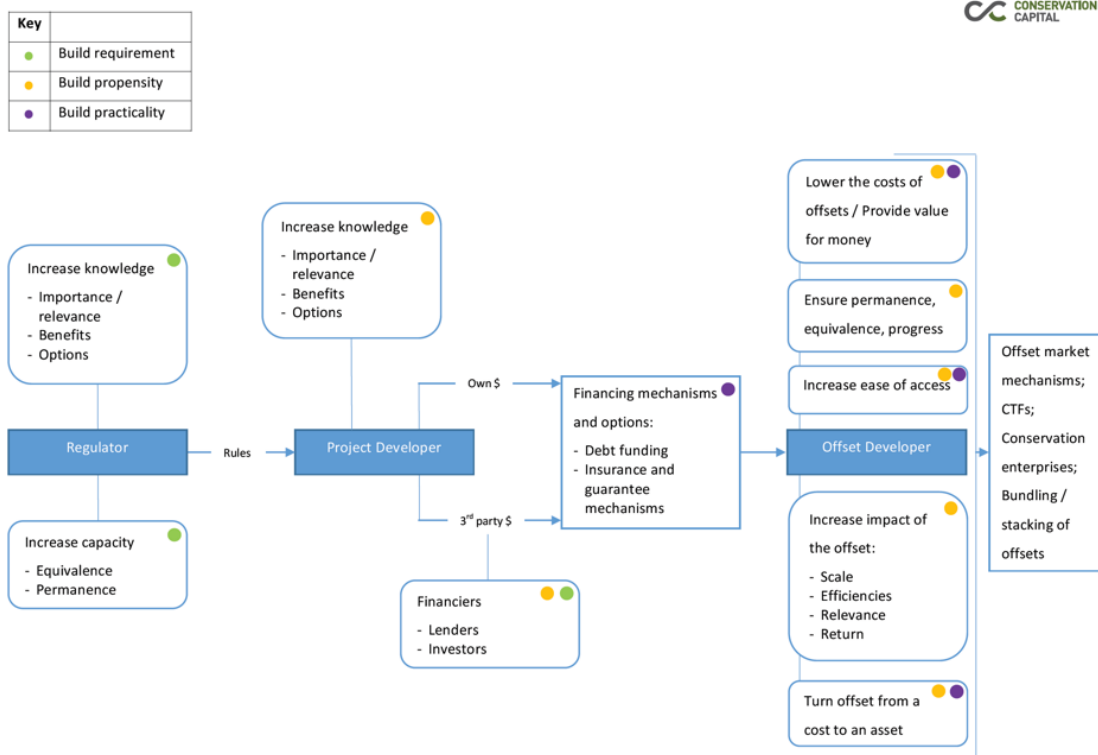 CONSERVATION
CAPITAL
Key
Build requirement
Build propensity
Build practicality
Increase knowledge
- Importance /
relevance
- Benefits
- Options
Regulator
Increase capacity
- Equivalence
- Permanence
Rules
Increase knowledge
- Importance /
relevance
- Benefits
- Options
Project Developer
Own $
3rd party $
Financiers
- Lenders
- Investors
Financing mechanisms
and options:
- Debt funding
- Insurance and
guarantee
mechanisms
Lower the costs of
offsets / Provide value
for money
Ensure permanence,
equivalence, progress
Increase ease of access
Offset Developer
Increase impact of
the offset:
- Scale
- Efficiencies
- Relevance
- Return
Turn offset from a
cost to an asset
Offset market
mechanisms;
CTFs;
Conservation
enterprises;
Bundling /
stacking of
offsets